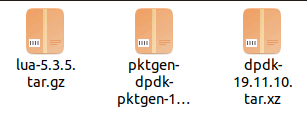 lua-5.3.5.
tar.gz
pktgen-
dpdk-
pktgen-1...
dpdk-
19.11.10.
tar.xz